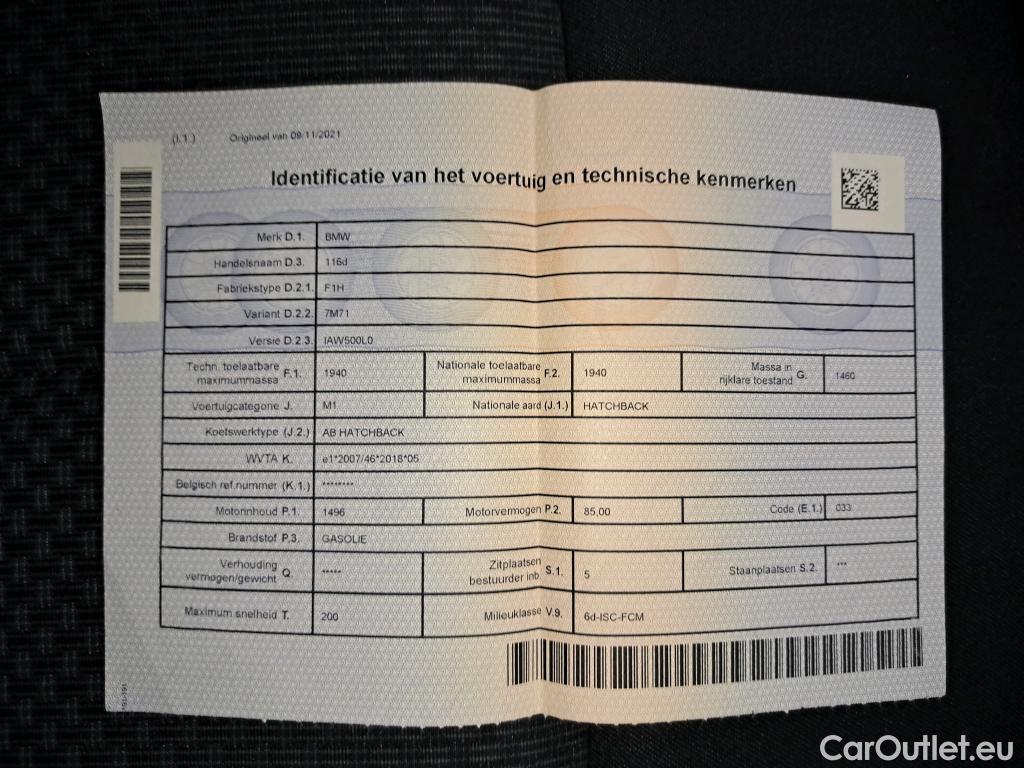 (I.1.) Origineel van 09/11/2021
Identificatie van het voertuig en technische kenmerken
Merk D.1. BMW
Handelsnaam D.3. 116d
Fabriekstype D.2.1. F1H
Variant D.2.2. 7M71
Versie D.2.3. IAW500L0
Techn. toelaatbare maximummassa F.1. 1940 Nationale toelaatbare maximummassa F.2. 1940 Massa in rijklare toestand G. 1460
Voertuigcategorie J. M1 Nationale aard (J.1.) HATCHBACK
Koetswerktype (J.2.) AB HATCHBACK
WVTA K. e1*2007/46*2018*05
Belgisch ref.nummer (K.1.) ********
Motorinhoud P.1. 1496 Motorvermogen P.2. 85,00 Code (E.1.) 033
Brandstof P.3. GASOLIE
Verhouding vermogen/gewicht Q. ***** Zitplaatsen bestuurder inb. S.1. 5 Staanplaatsen S.2. ***
Maximum snelheid T. 200 Milieuklasse V.9. 6d-ISC-FCM
CarOutlet.eu